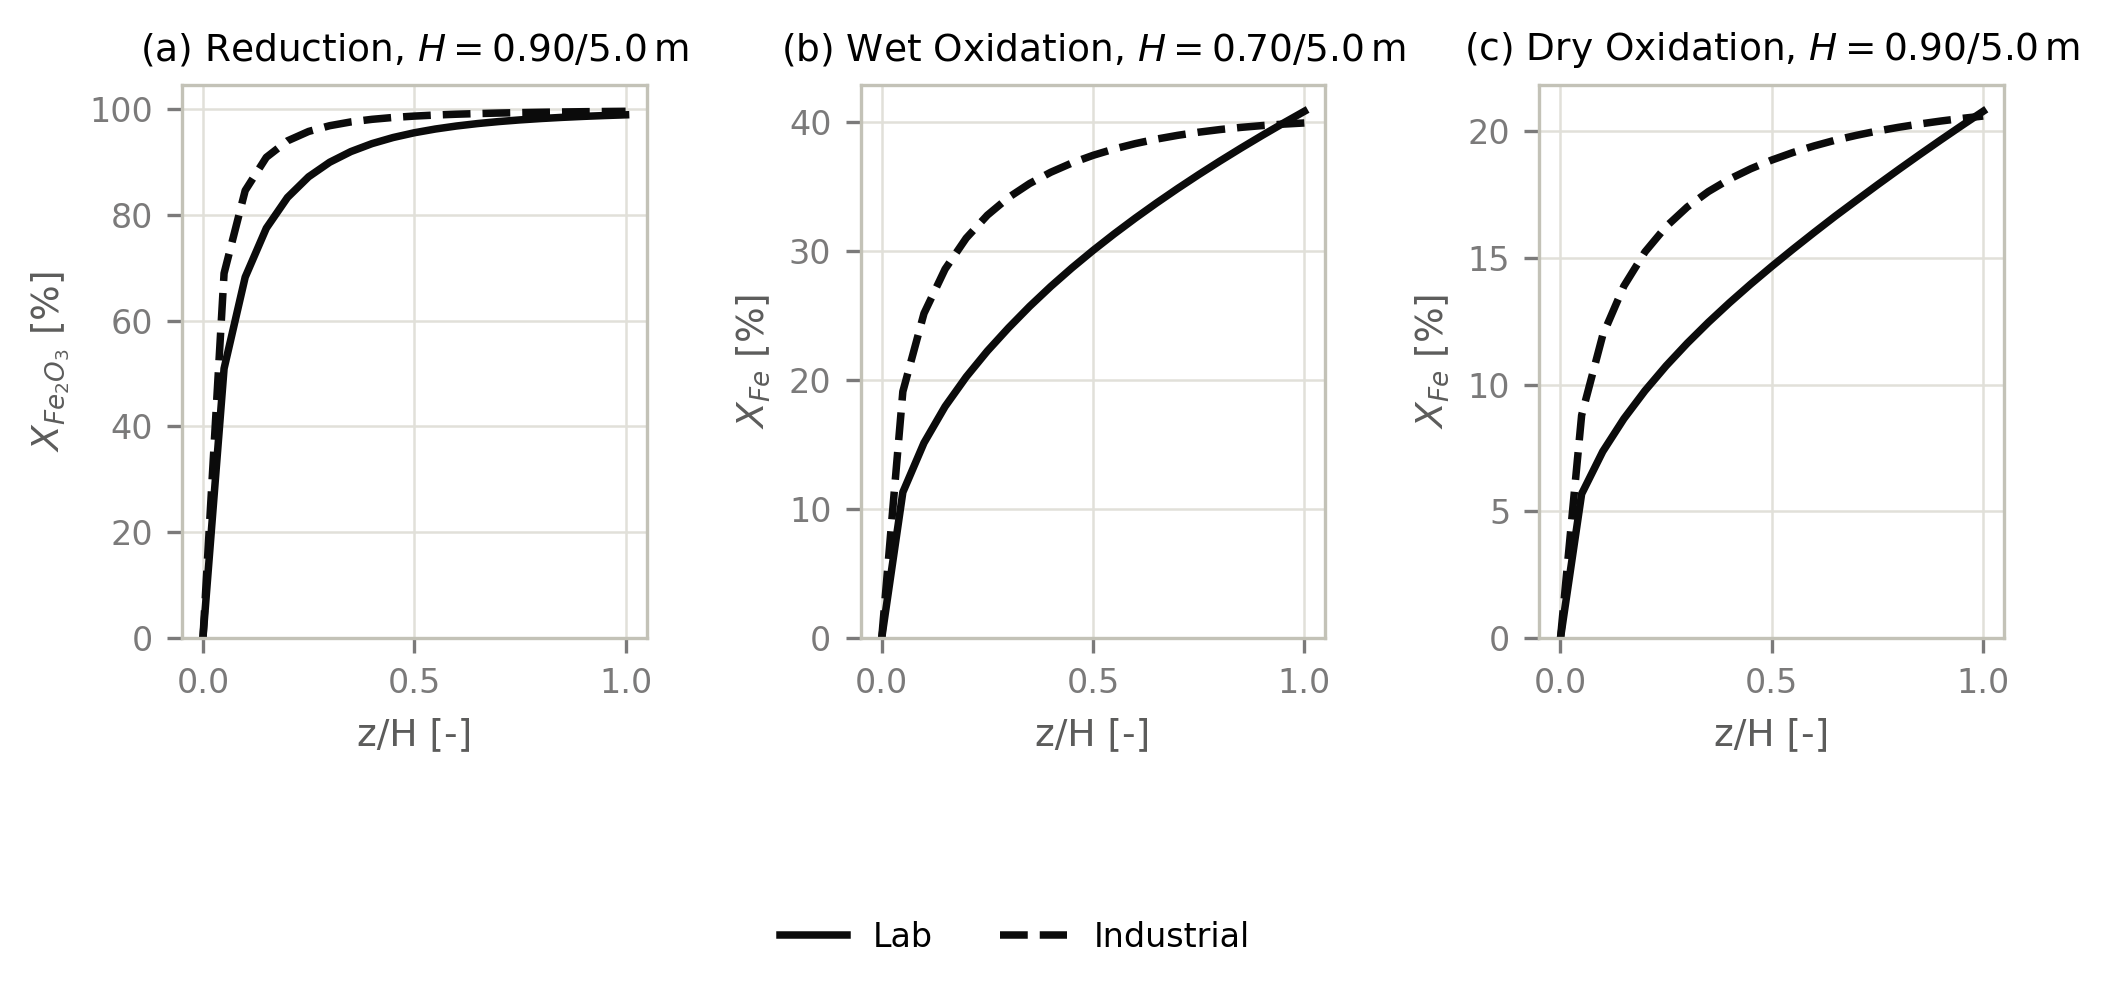 (a) Reduction, H = 0.90/5.0 m
100
80
60
40
20
0
0.0 0.5 1.0
X_{Fe_2O_3} [%]
z/H [-]
(b) Wet Oxidation, H = 0.70/5.0 m
40
30
20
10
0
0.0 0.5 1.0
X_{Fe} [%]
z/H [-]
(c) Dry Oxidation, H = 0.90/5.0 m
20
15
10
5
0
0.0 0.5 1.0
X_{Fe} [%]
z/H [-]
Lab Industrial